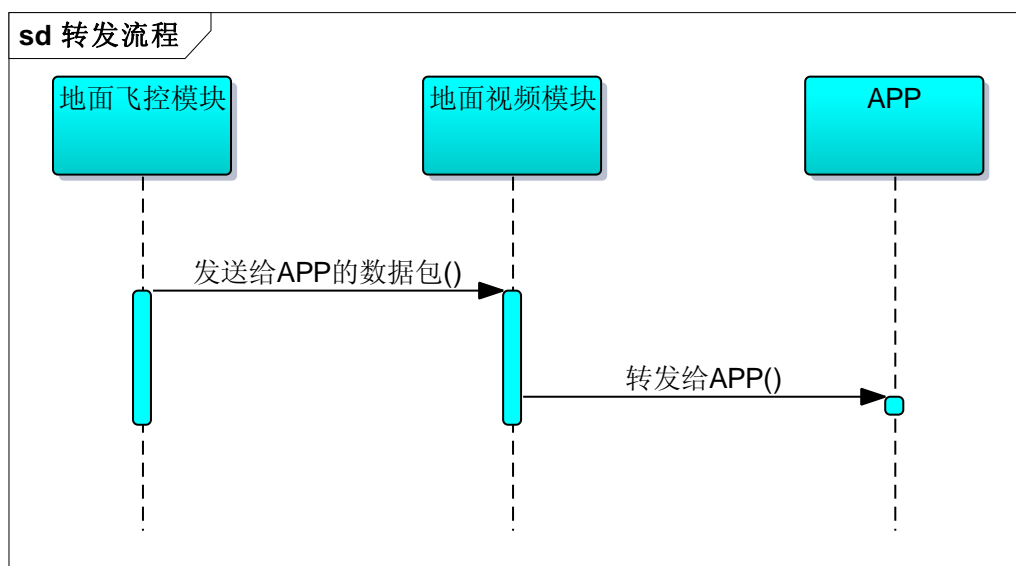 sd 转发流程
地面飞控模块
地面视频模块
APP
发送给APP的数据包()
转发给APP()